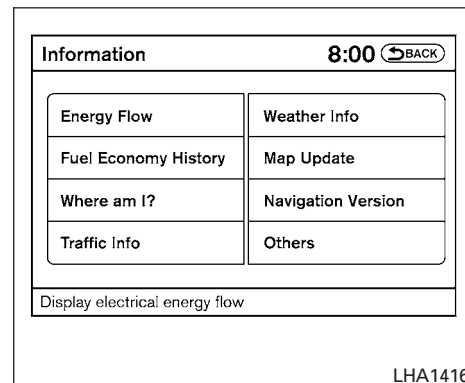 Information 8:00 BACK
Energy Flow
Fuel Economy History
Where am I?
Traffic Info
Weather Info
Map Update
Navigation Version
Others
Display electrical energy flow
LHA1416